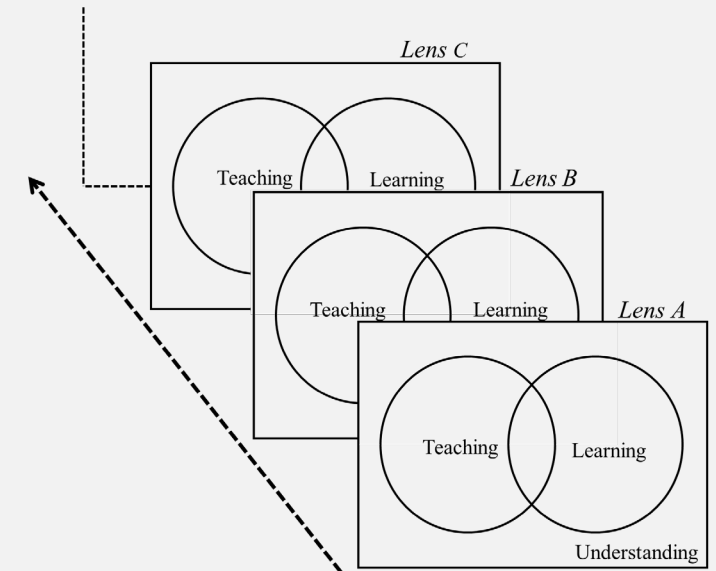 Lens C
Teaching
Learning
Lens B
Teaching
Learning
Lens A
Teaching
Learning
Understanding